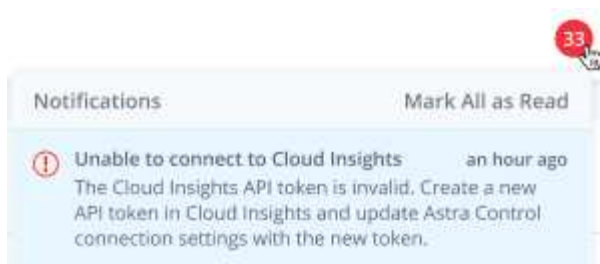 33
Notifications Mark All as Read
Unable to connect to Cloud Insights an hour ago
The Cloud Insights API token is invalid. Create a new
API token in Cloud Insights and update Astra Control
connection settings with the new token.